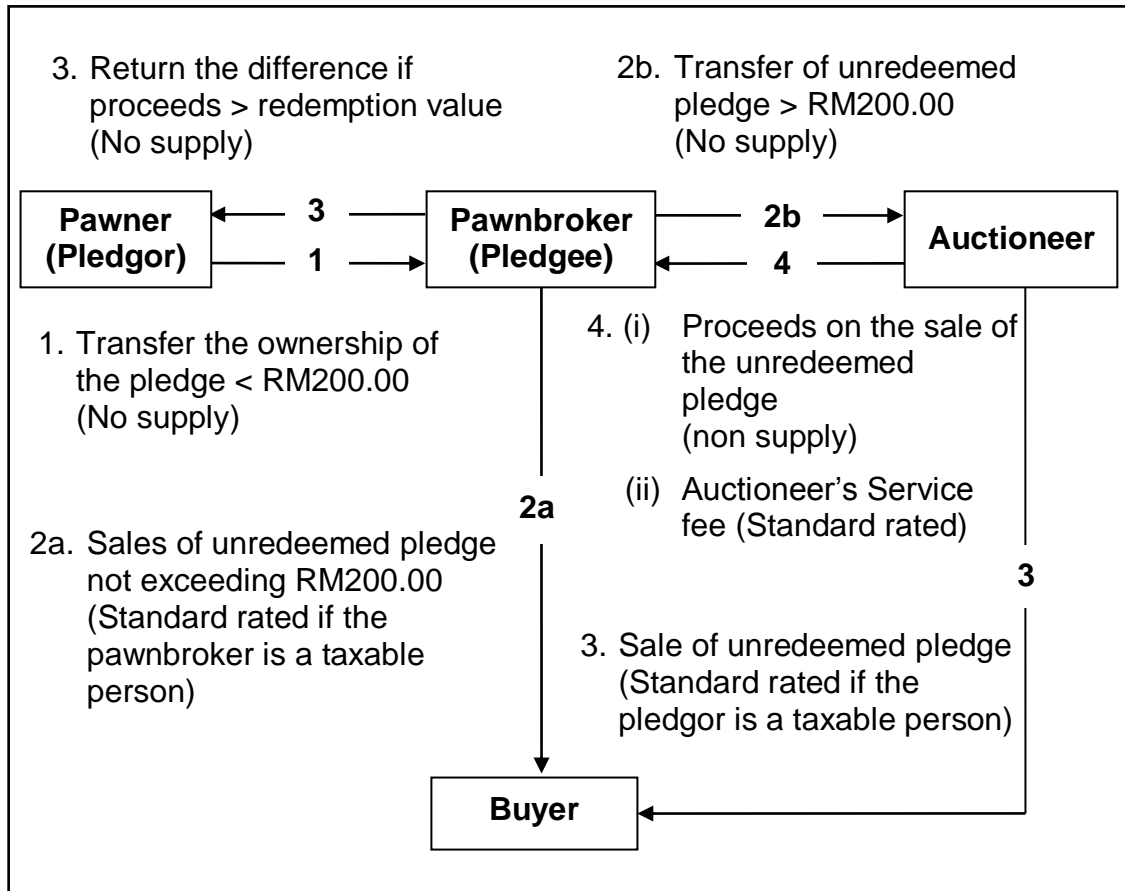 3. Return the difference if
proceeds > redemption value
(No supply)
2b. Transfer of unredeemed
pledge > RM200.00
(No supply)
Pawner
(Pledgor)
3
1
Pawnbroker
(Pledgee)
2b
4
Auctioneer
1. Transfer the ownership of
the pledge < RM200.00
(No supply)
4. (i) Proceeds on the sale of
the unredeemed
pledge
(non supply)
(ii) Auctioneer's Service
fee (Standard rated)
2a
2a. Sales of unredeemed pledge
not exceeding RM200.00
(Standard rated if the
pawnbroker is a taxable
person)
3
3. Sale of unredeemed pledge
(Standard rated if the
pledgor is a taxable person)
Buyer